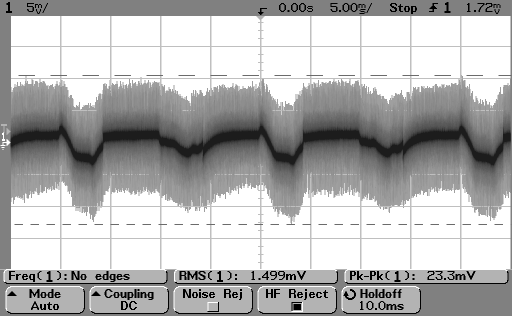 1 5mV/ 0.00s 5.00ms/ Stop 1 1.72mV
1
Freq(1): No edges RMS(1): 1.499mV Pk-Pk(1): 23.3mV
Mode Coupling Noise Rej HF Reject Holdoff
Auto DC 10.0ms